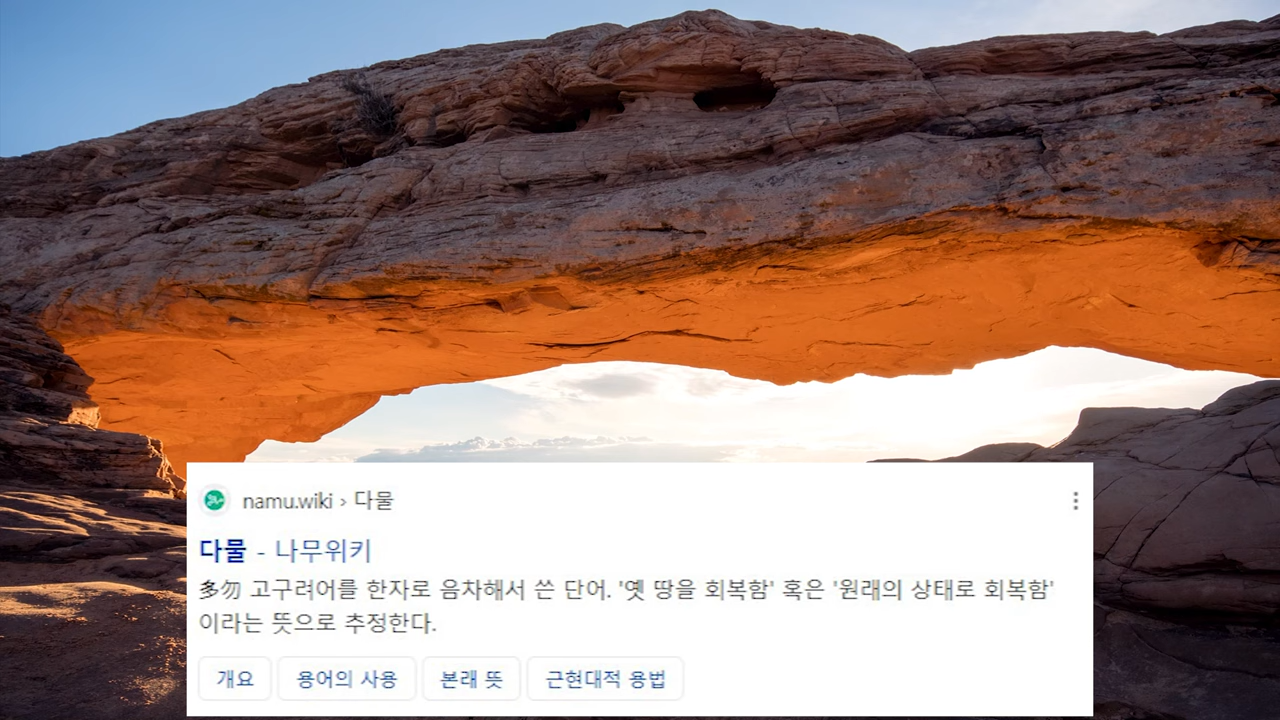 namu.wiki › 다물
다물 - 나무위키
多勿 고구려어를 한자로 음차해서 쓴 단어. '옛 땅을 회복함' 혹은 '원래의 상태로 회복함'
이라는 뜻으로 추정한다.
개요 용어의 사용 본래 뜻 근현대적 용법